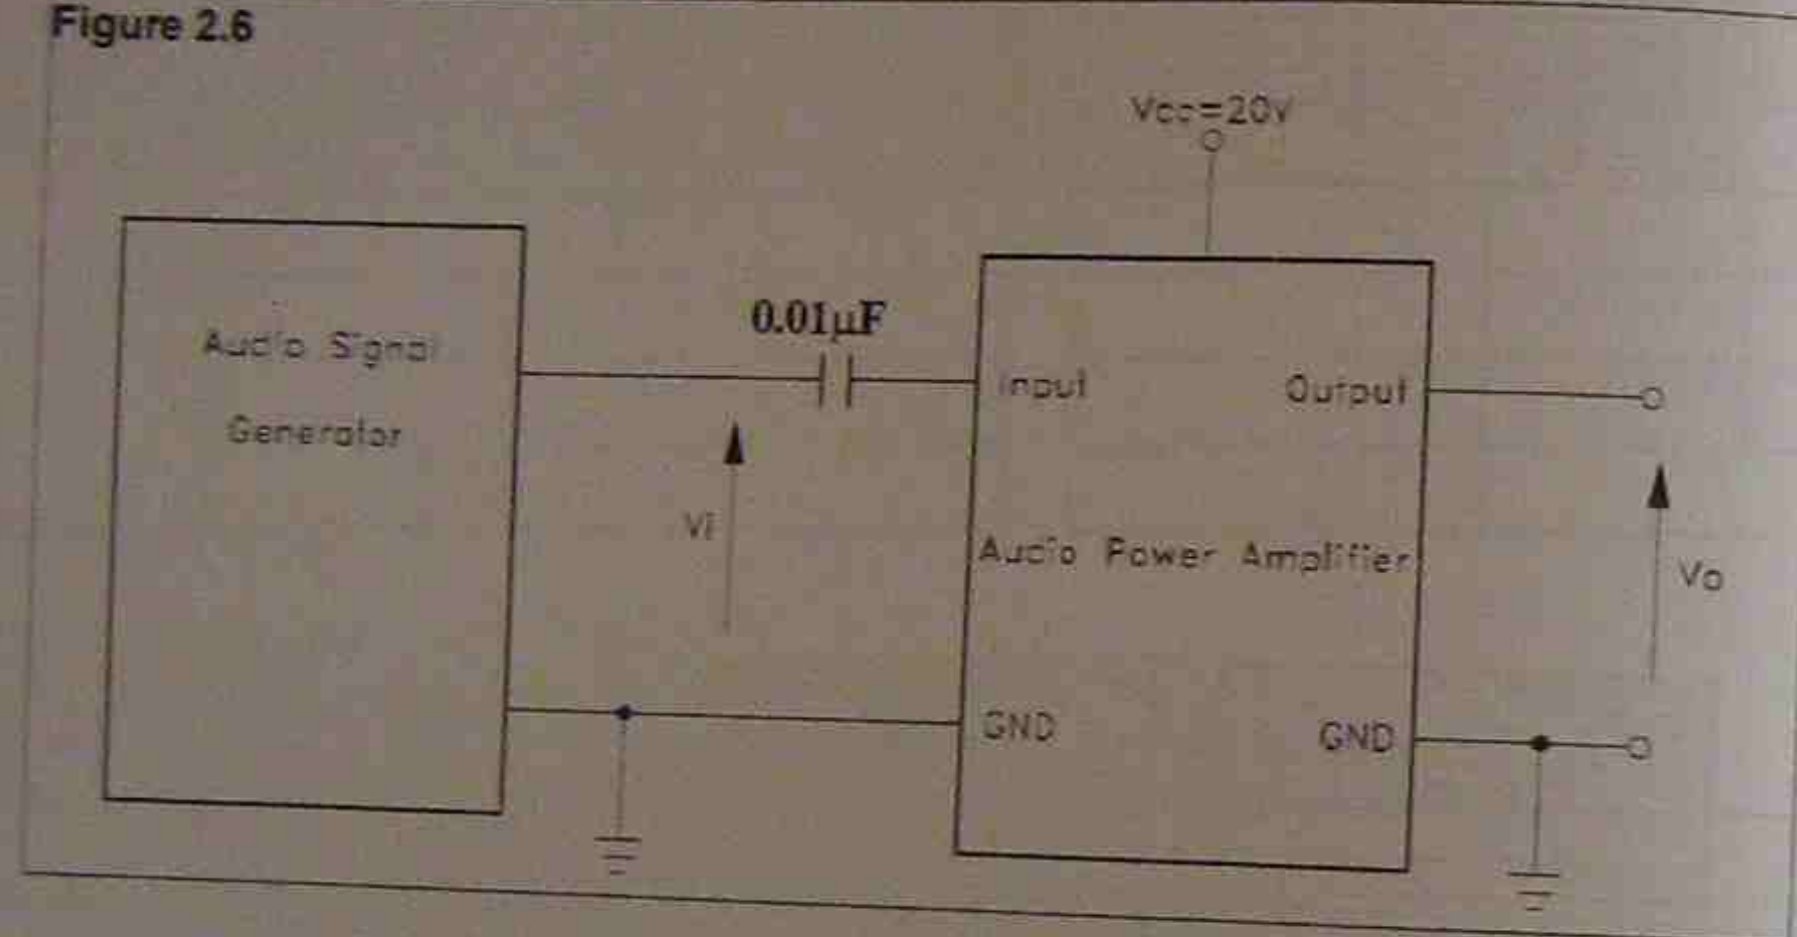 Figure 2.6
Vcc=20v
Audio Signal
Generator
0.01µF
Vi
Input
Output
Audio Power Amplifier
Vo
GND
GND